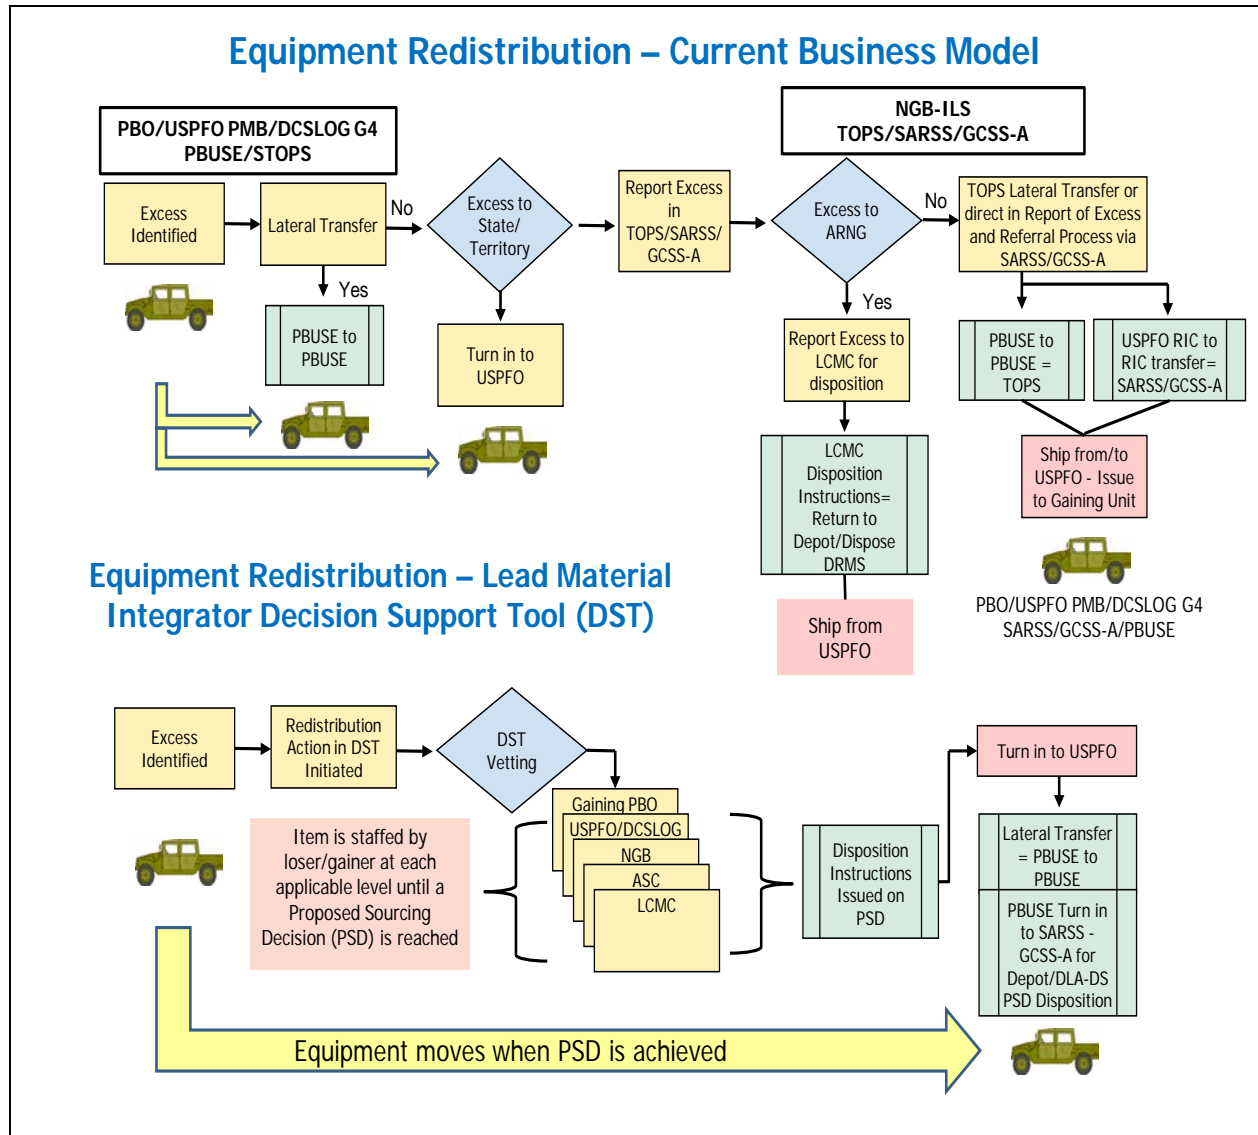 Equipment Redistribution – Current Business Model
PBO/USPFO PMB/DCSLOG G4
PBUSE/STOPS
NGB-ILS
TOPS/SARSS/GCSS-A
Excess
Identified
Lateral Transfer
No
Excess to
State/
Territory
Report Excess
in
TOPS/SARSS/
GCSS-A
Excess to
ARNG
No
TOPS Lateral Transfer or
direct in Report of Excess
and Referral Process via
SARSS/GCSS-A
Yes
PBUSE to
PBUSE
Turn in to
USPFO
Yes
Report Excess to
LCMC for
disposition
PBUSE to
PBUSE =
TOPS
USPFO RIC to
RIC transfer=
SARSS/GCSS-A
LCMC
Disposition
Instructions=
Return to
Depot/Dispose
DRMS
Ship from/to
USPFO - Issue
to Gaining Unit
Ship from
USPFO
PBO/USPFO PMB/DCSLOG G4
SARSS/GCSS-A/PBUSE
Equipment Redistribution – Lead Material
Integrator Decision Support Tool (DST)
Excess
Identified
Redistribution
Action in DST
Initiated
DST
Vetting
Gaining PBO
USPFO/DCSLOG
NGB
ASC
LCMC
Item is staffed by
loser/gainer at each
applicable level until a
Proposed Sourcing
Decision (PSD) is reached
Disposition
Instructions
Issued on
PSD
Turn in to USPFO
Lateral Transfer
= PBUSE to
PBUSE
PBUSE Turn in
to SARSS -
GCSS-A for
Depot/DLA-DS
PSD Disposition
Equipment moves when PSD is achieved